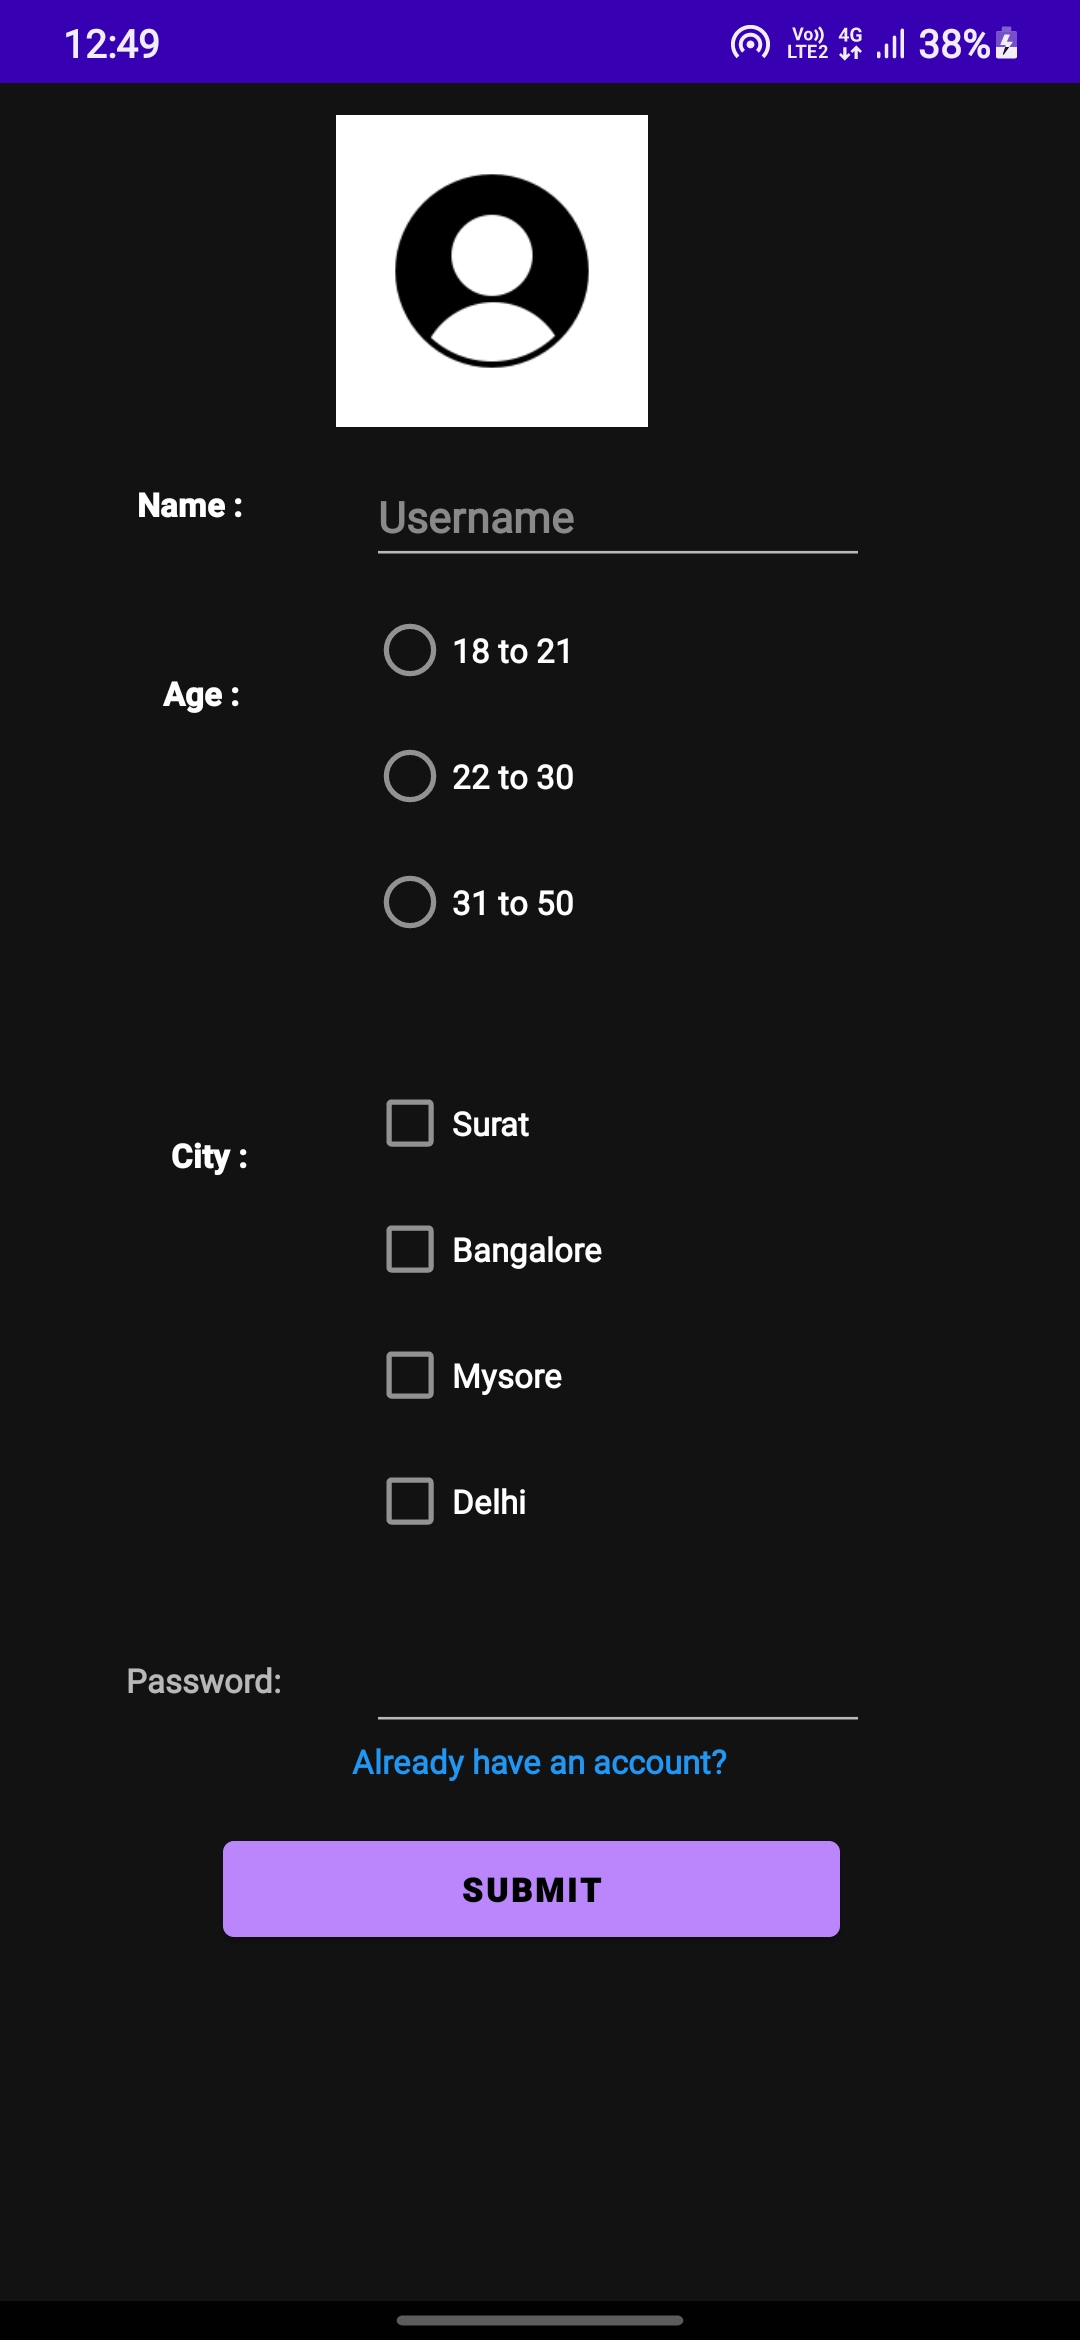 12:49 Vo)) LTE2 4G 38%
Name : Username
18 to 21
Age :
22 to 30
31 to 50
Surat
City :
Bangalore
Mysore
Delhi
Password:
Already have an account?
SUBMIT